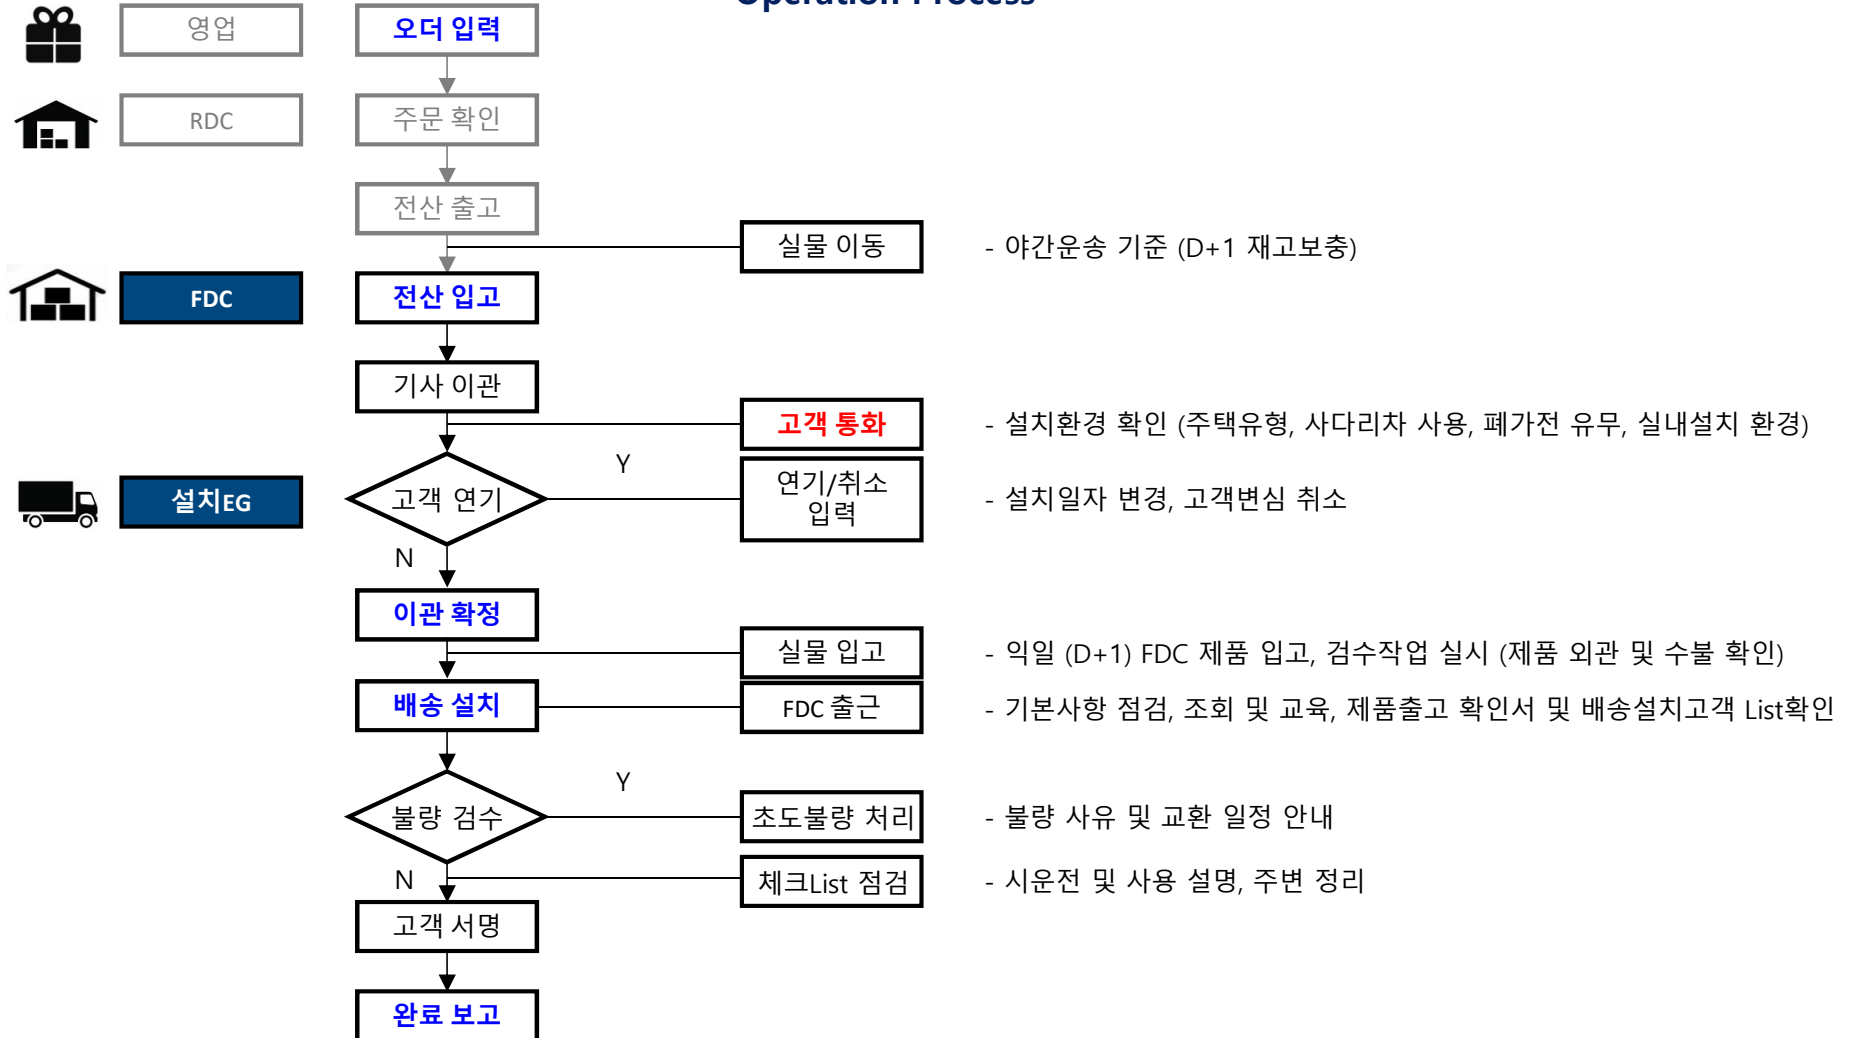 Operation Process
영업
오더 입력
RDC
주문 확인
전산 출고
실물 이동
- 야간운송 기준 (D+1 재고보충)
FDC
전산 입고
기사 이관
고객 통화
- 설치환경 확인 (주택유형, 사다리차 사용, 폐가전 유무, 실내설치 환경)
Y
설치EG
고객 연기
연기/취소
입력
- 설치일자 변경, 고객변심 취소
N
이관 확정
실물 입고
- 익일 (D+1) FDC 제품 입고, 검수작업 실시 (제품 외관 및 수불 확인)
배송 설치
FDC 출근
- 기본사항 점검, 조회 및 교육, 제품출고 확인서 및 배송설치고객 List확인
Y
불량 검수
초도불량 처리
- 불량 사유 및 교환 일정 안내
N
체크List 점검
- 시운전 및 사용 설명, 주변 정리
고객 서명
완료 보고